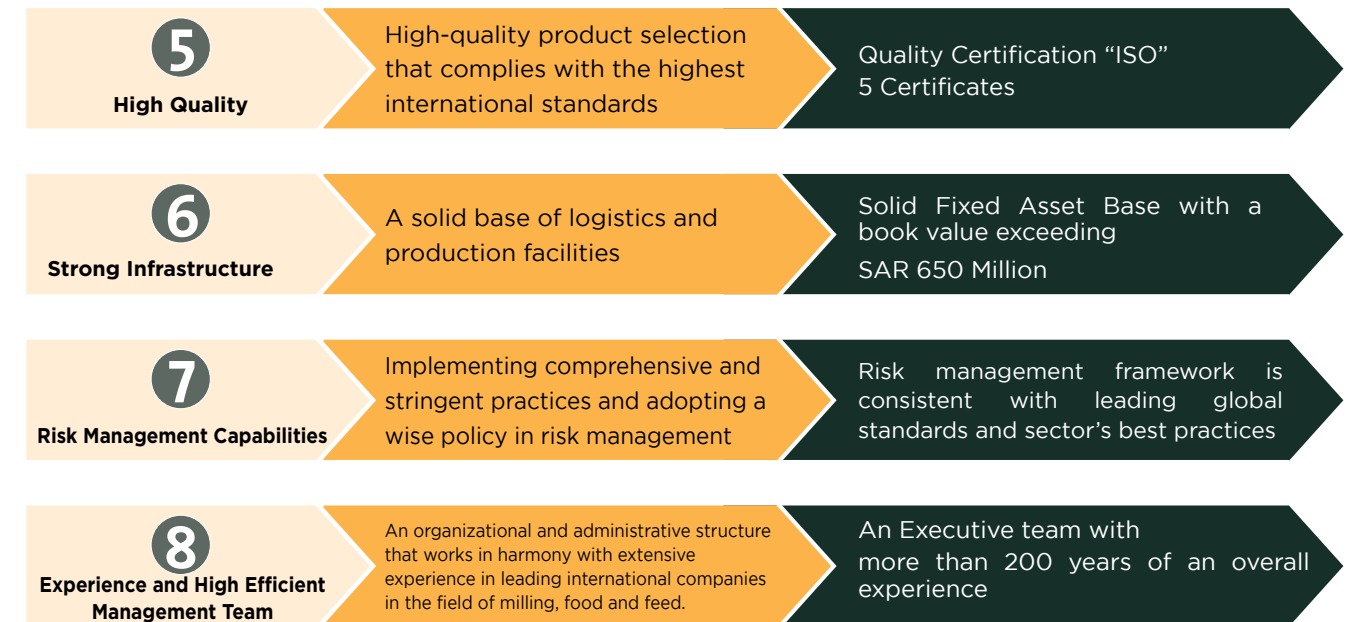 5
High Quality
High-quality product selection
that complies with the highest
international standards
Quality Certification “ISO”
5 Certificates
6
Strong Infrastructure
A solid base of logistics and
production facilities
Solid Fixed Asset Base with a
book value exceeding
SAR 650 Million
7
Risk Management Capabilities
Implementing comprehensive and
stringent practices and adopting a
wise policy in risk management
Risk management framework is
consistent with leading global
standards and sector’s best practices
8
Experience and High Efficient
Management Team
An organizational and administrative structure
that works in harmony with extensive
experience in leading international companies
in the field of milling, food and feed.
An Executive team with
more than 200 years of an overall
experience